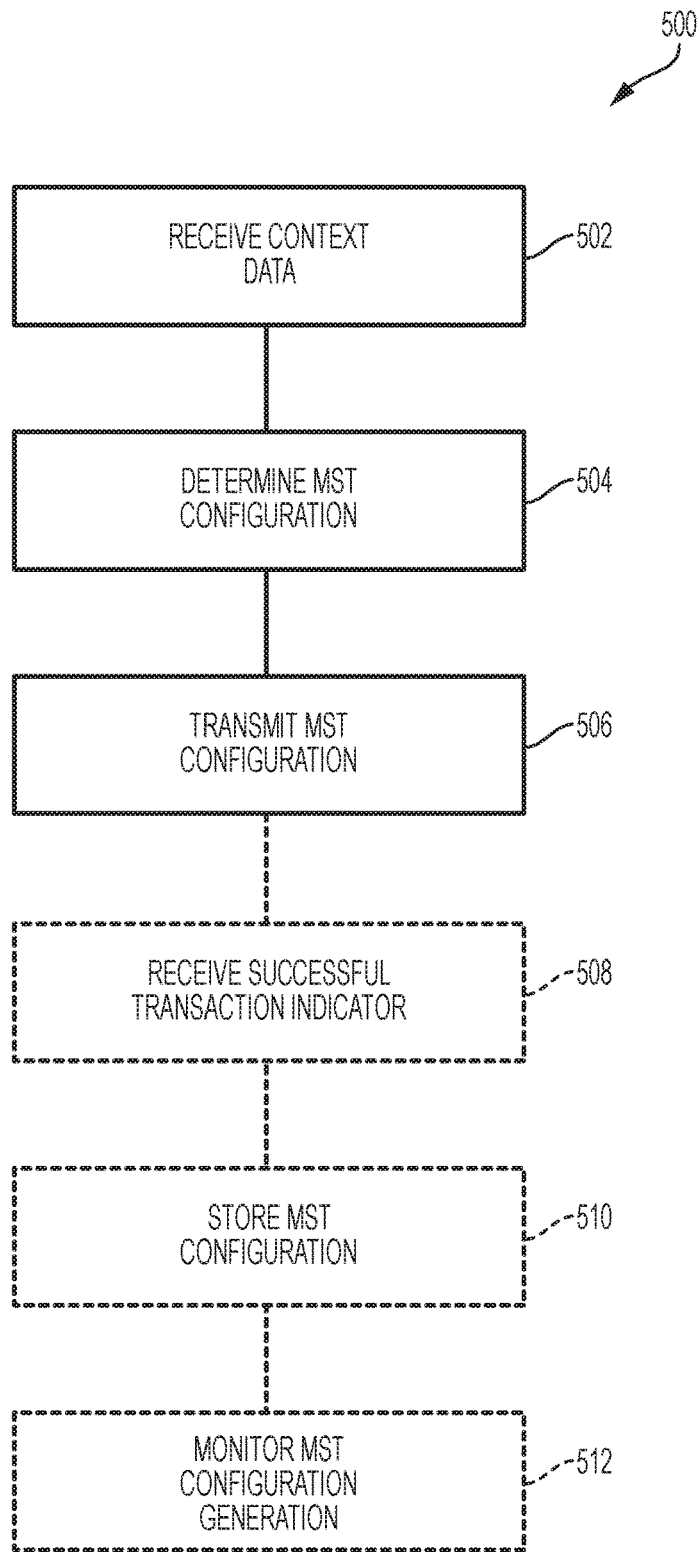 500
RECEIVE CONTEXT
DATA
502
DETERMINE MST
CONFIGURATION
504
TRANSMIT MST
CONFIGURATION
506
RECEIVE SUCCESSFUL
TRANSACTION INDICATOR
508
STORE MST
CONFIGURATION
510
MONITOR MST
CONFIGURATION
GENERATION
512